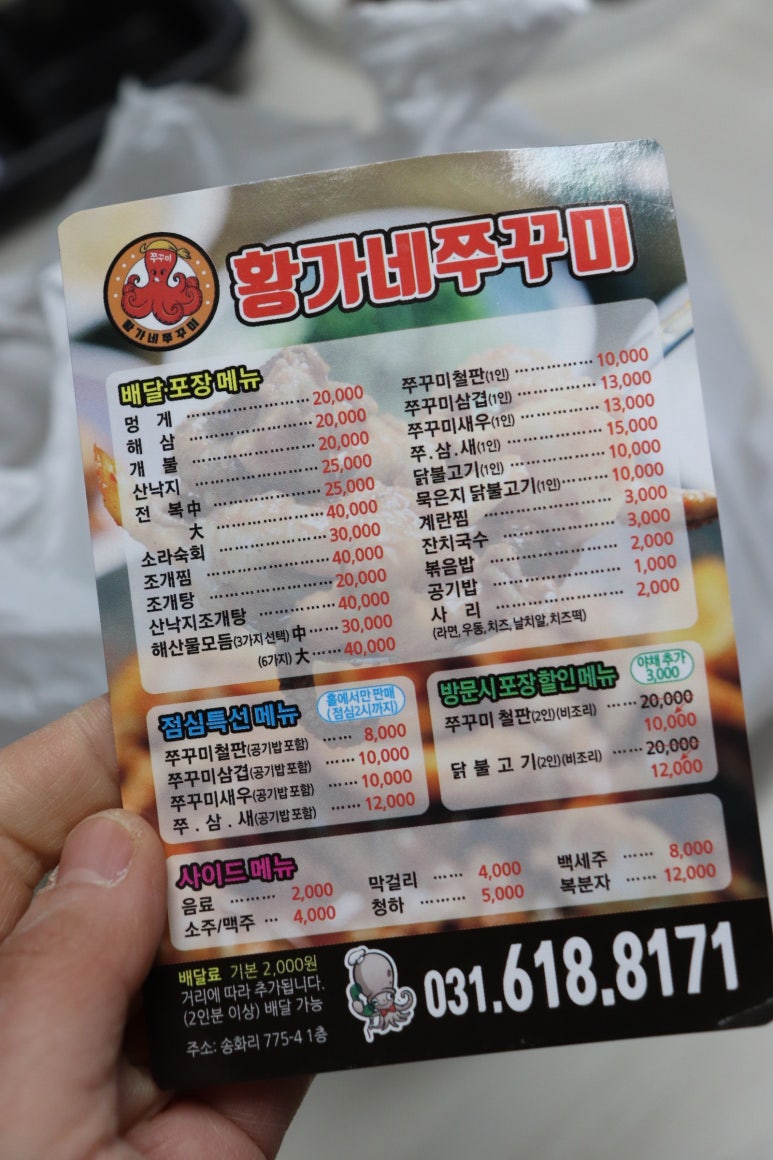 쭈꾸미
황가네쭈꾸미
황가네쭈꾸미
배달·포장 메뉴
멍 게 ……………… 20,000
해 삼 ……………… 20,000
개 불 ……………… 20,000
산낙지 ……………… 25,000
전 복 中 ……………… 25,000
大 ……………… 40,000
소라숙회 ……………… 30,000
조개찜 ……………… 40,000
조개탕 ……………… 20,000
산낙지조개탕 ……………… 40,000
해산물모듬(3가지 선택) 中 …… 30,000
(6가지) 大 …… 40,000
쭈꾸미철판(1인) ……………… 10,000
쭈꾸미삼겹(1인) ……………… 13,000
쭈꾸미새우(1인) ……………… 13,000
쭈.삼.새(1인) ……………… 15,000
닭불고기(1인) ……………… 10,000
묵은지 닭불고기(1인) ……… 10,000
계란찜 ……………… 3,000
잔치국수 ……………… 3,000
볶음밥 ……………… 2,000
공기밥 ……………… 1,000
사 리 ……………… 2,000
(라면, 우동, 치즈, 날치알, 치즈떡)
점심특선 메뉴
홀에서만 판매
(점심2시까지)
쭈꾸미철판(공기밥 포함) …… 8,000
쭈꾸미삼겹(공기밥 포함) …… 10,000
쭈꾸미새우(공기밥 포함) …… 10,000
쭈 . 삼 . 새(공기밥 포함) …… 12,000
방문시 포장 할인 메뉴
야채 추가
3,000
쭈꾸미 철판(2인)(비조리) …… 20,000
10,000
닭 불 고 기(2인)(비조리) …… 20,000
12,000
사이드 메뉴
음료 ……… 2,000
소주/맥주 … 4,000
막걸리 …… 4,000
청하 ……… 5,000
백세주 …… 8,000
복분자 …… 12,000
배달료 기본 2,000원
거리에 따라 추가됩니다.
(2인분 이상) 배달 가능
주소: 송화리 775-4 1층
031.618.8171